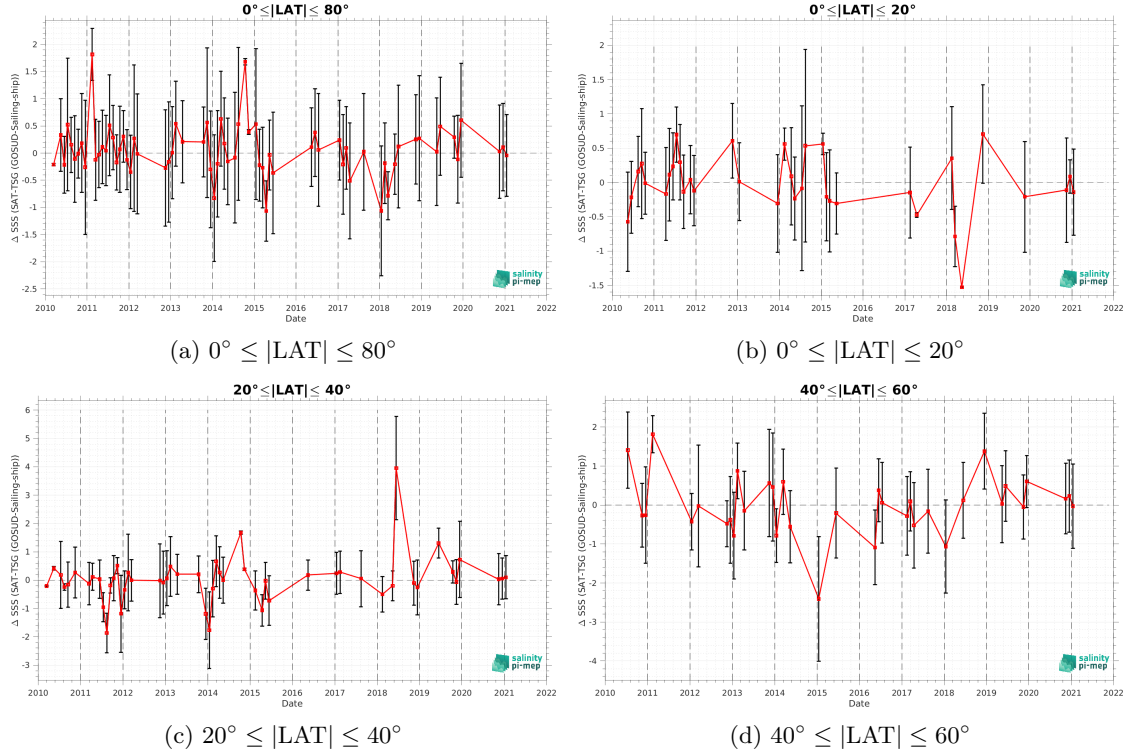 0°≤|LAT|≤ 80°
Δ SSS (SAT-TSG (GOSUD-Sailing-ship))
2
1.5
1
0.5
0
-0.5
-1
-1.5
-2
-2.5
2010 2011 2012 2013 2014 2015 2016 2017 2018 2019 2020 2021 2022
Date
salinity
pi-mep
(a) 0° ≤ |LAT| ≤ 80°
0°≤|LAT|≤ 20°
Δ SSS (SAT-TSG (GOSUD-Sailing-ship))
2
1.5
1
0.5
0
-0.5
-1
-1.5
2010 2011 2012 2013 2014 2015 2016 2017 2018 2019 2020 2021 2022
Date
salinity
pi-mep
(b) 0° ≤ |LAT| ≤ 20°
20°≤|LAT|≤ 40°
Δ SSS (SAT-TSG (GOSUD-Sailing-ship))
6
5
4
3
2
1
0
-1
-2
-3
2010 2011 2012 2013 2014 2015 2016 2017 2018 2019 2020 2021 2022
Date
salinity
pi-mep
(c) 20° ≤ |LAT| ≤ 40°
40°≤|LAT|≤ 60°
Δ SSS (SAT-TSG (GOSUD-Sailing-ship))
2
1
0
-1
-2
-3
-4
2010 2011 2012 2013 2014 2015 2016 2017 2018 2019 2020 2021 2022
Date
salinity
pi-mep
(d) 40° ≤ |LAT| ≤ 60°